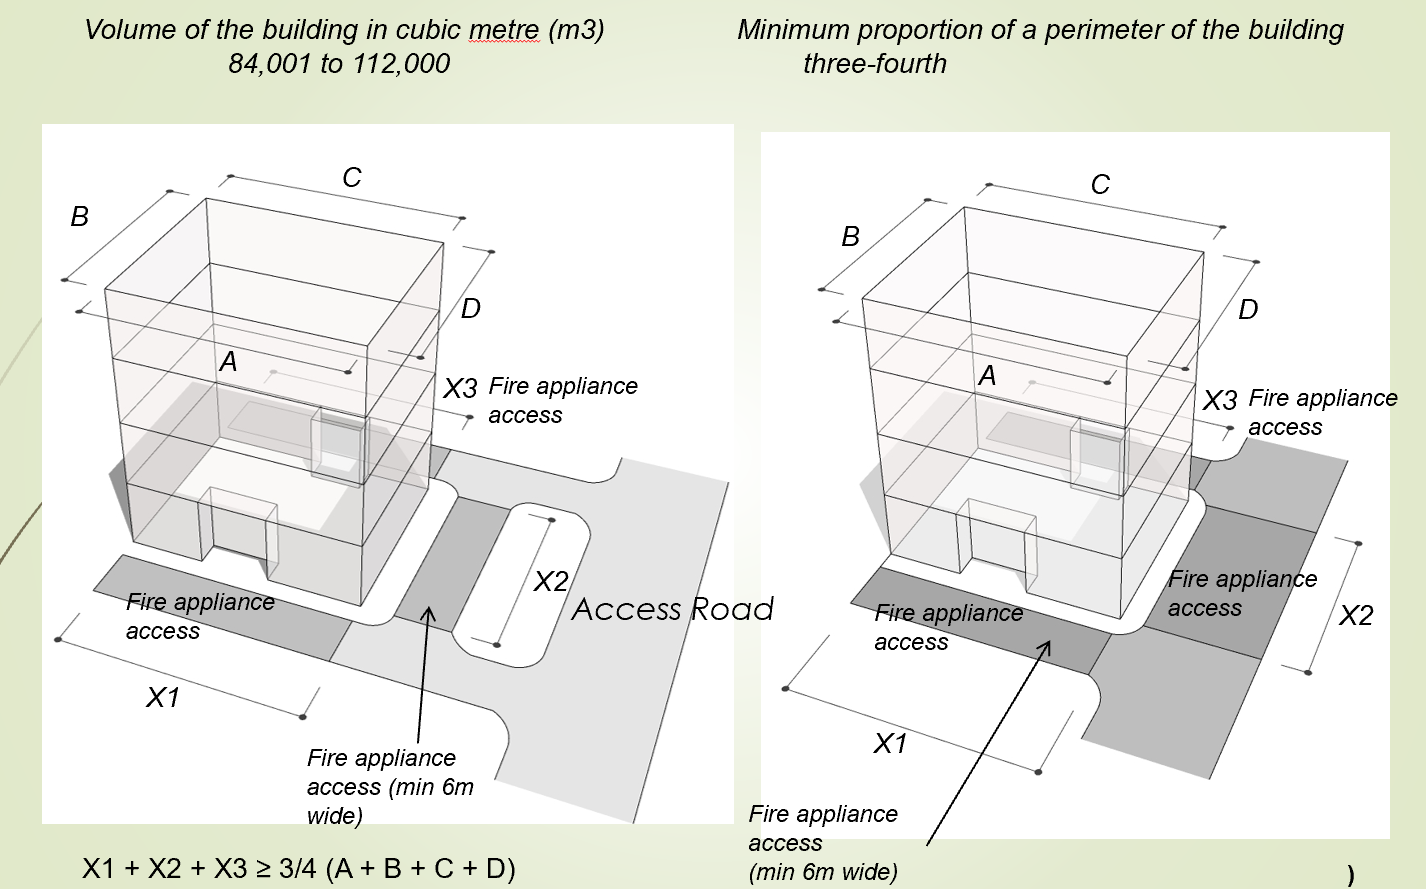 Volume of the building in cubic metre (m3)
84,001 to 112,000
Minimum proportion of a perimeter of the building
three-fourth
C
B
D
A
X3 Fire appliance
access
Fire appliance
access
X2
Access Road
X1
Fire appliance
access (min 6m
wide)
X1 + X2 + X3 ≥ 3/4 (A + B + C + D)
C
B
D
A
X3 Fire appliance
access
Fire appliance
access
Fire appliance
access
X2
X1
Fire appliance
access
(min 6m wide)
)